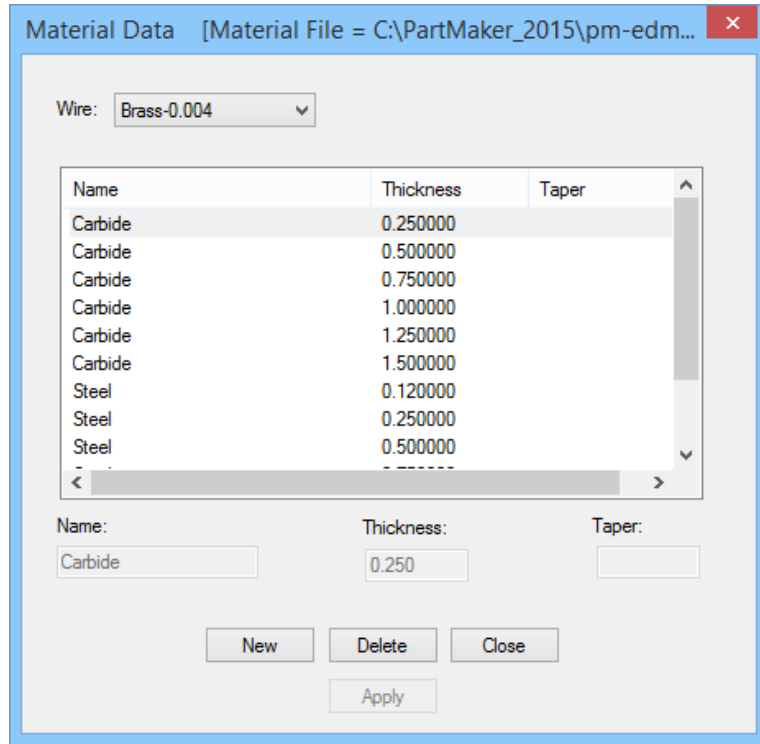 Material Data [Material File = C:\PartMaker_2015\pm-edm...
Wire: Brass-0.004
Name Thickness Taper
Carbide 0.250000
Carbide 0.500000
Carbide 0.750000
Carbide 1.000000
Carbide 1.250000
Carbide 1.500000
Steel 0.120000
Steel 0.250000
Steel 0.500000
Name: Thickness: Taper:
Carbide 0.250
New Delete Close
Apply